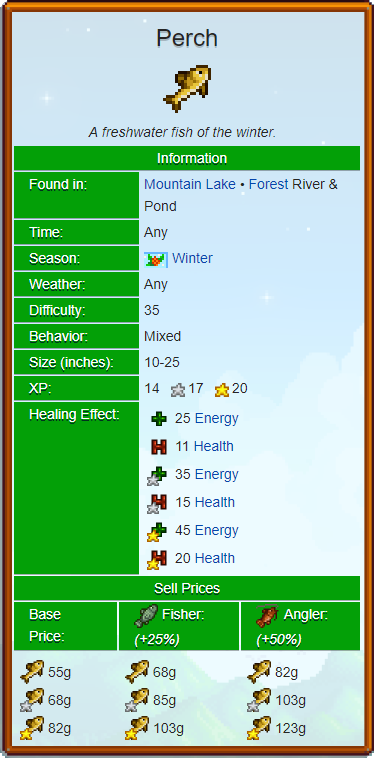 Perch
A freshwater fish of the winter.
Information
Found in: Mountain Lake • Forest River &
Pond
Time: Any
Season: Winter
Weather: Any
Difficulty: 35
Behavior: Mixed
Size (inches): 10-25
XP: 14 17 20
Healing Effect: 25 Energy
11 Health
35 Energy
15 Health
45 Energy
20 Health
Sell Prices
Base Fisher: Angler:
Price: (+25%) (+50%)
55g 68g 82g
68g 85g 103g
82g 103g 123g